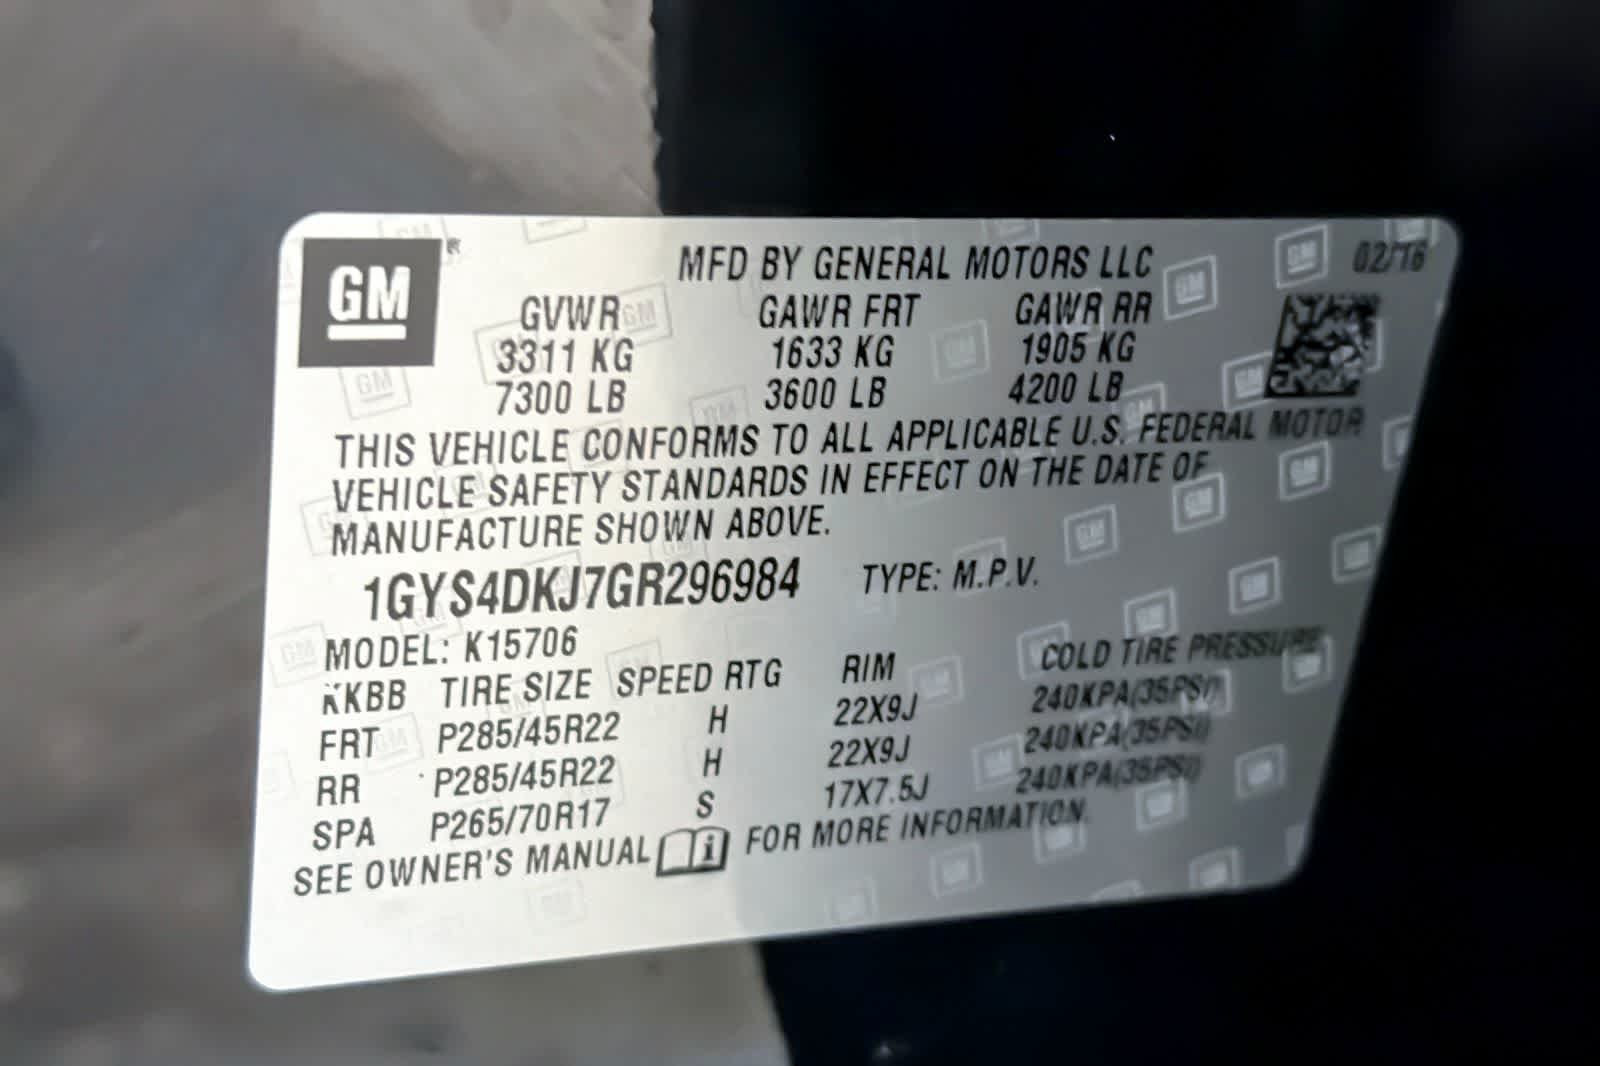 GM
MFD BY GENERAL MOTORS LLC 02/16
GVWR GAWR FRT GAWR RR
3311 KG 1633 KG 1905 KG
7300 LB 3600 LB 4200 LB
THIS VEHICLE CONFORMS TO ALL APPLICABLE U.S. FEDERAL MOTOR
VEHICLE SAFETY STANDARDS IN EFFECT ON THE DATE OF
MANUFACTURE SHOWN ABOVE.
1GYS4DKJ7GR296984 TYPE: M.P.V.
MODEL: K15706
KKBB TIRE SIZE SPEED RTG RIM COLD TIRE PRESSURE
FRT P285/45R22 H 22X9J 240KPA(35PSI)
RR P285/45R22 H 22X9J 240KPA(35PSI)
SPA P265/70R17 S 17X7.5J 240KPA(35PSI)
SEE OWNER'S MANUAL i FOR MORE INFORMATION.